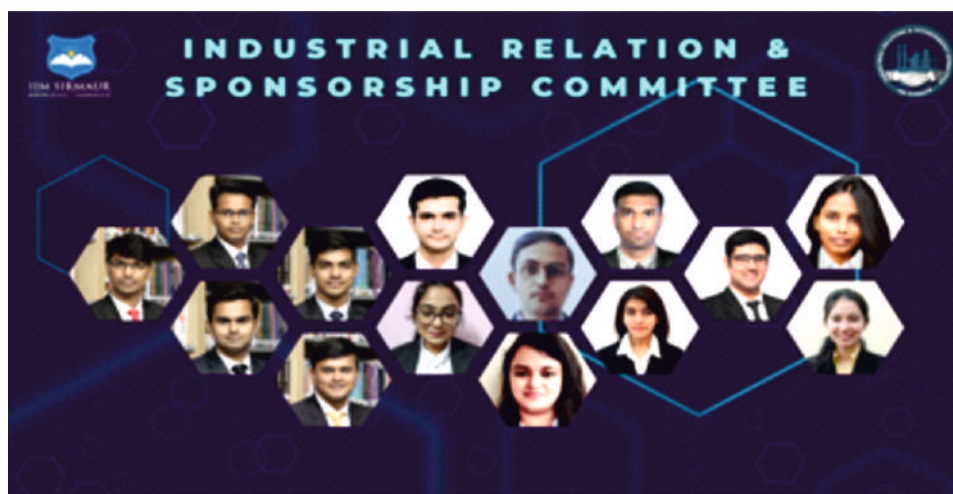 INDUSTRIAL RELATION &
SPONSORSHIP COMMITTEE
IIM SIRMAUR